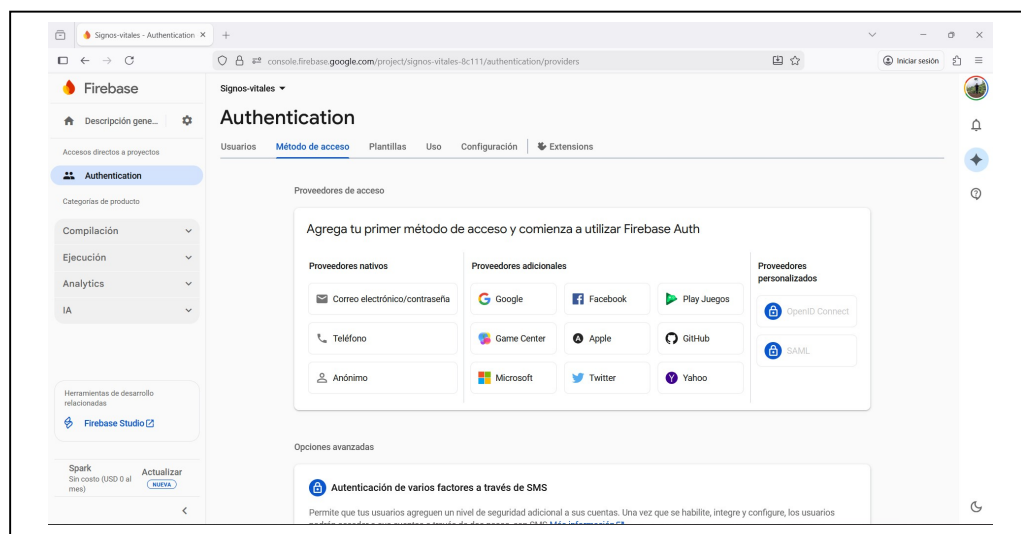 Signos-vitales - Authentication
console.firebase.google.com/project/signos-vitales-8c111/authentication/providers
Iniciar sesión
Firebase
Descripción gene...
Accesos directos a proyectos
Authentication
Categorías de producto
Compilación
Ejecución
Analytics
IA
Herramientas de desarrollo
relacionadas
Firebase Studio
Spark
Sin costo (USD 0 al
mes)
Actualizar
NUEVA
Signos-vitales
Authentication
Usuarios Método de acceso Plantillas Uso Configuración Extensions
Proveedores de acceso
Agrega tu primer método de acceso y comienza a utilizar Firebase Auth
Proveedores nativos
Correo electrónico/contraseña
Teléfono
Anónimo
Proveedores adicionales
Google Facebook Play Juegos
Game Center Apple GitHub
Microsoft Twitter Yahoo
Proveedores
personalizados
OpenID Connect
SAML
Opciones avanzadas
Autenticación de varios factores a través de SMS
Permite que tus usuarios agreguen un nivel de seguridad adicional a sus cuentas. Una vez que se habilite, integre y configure, los usuarios